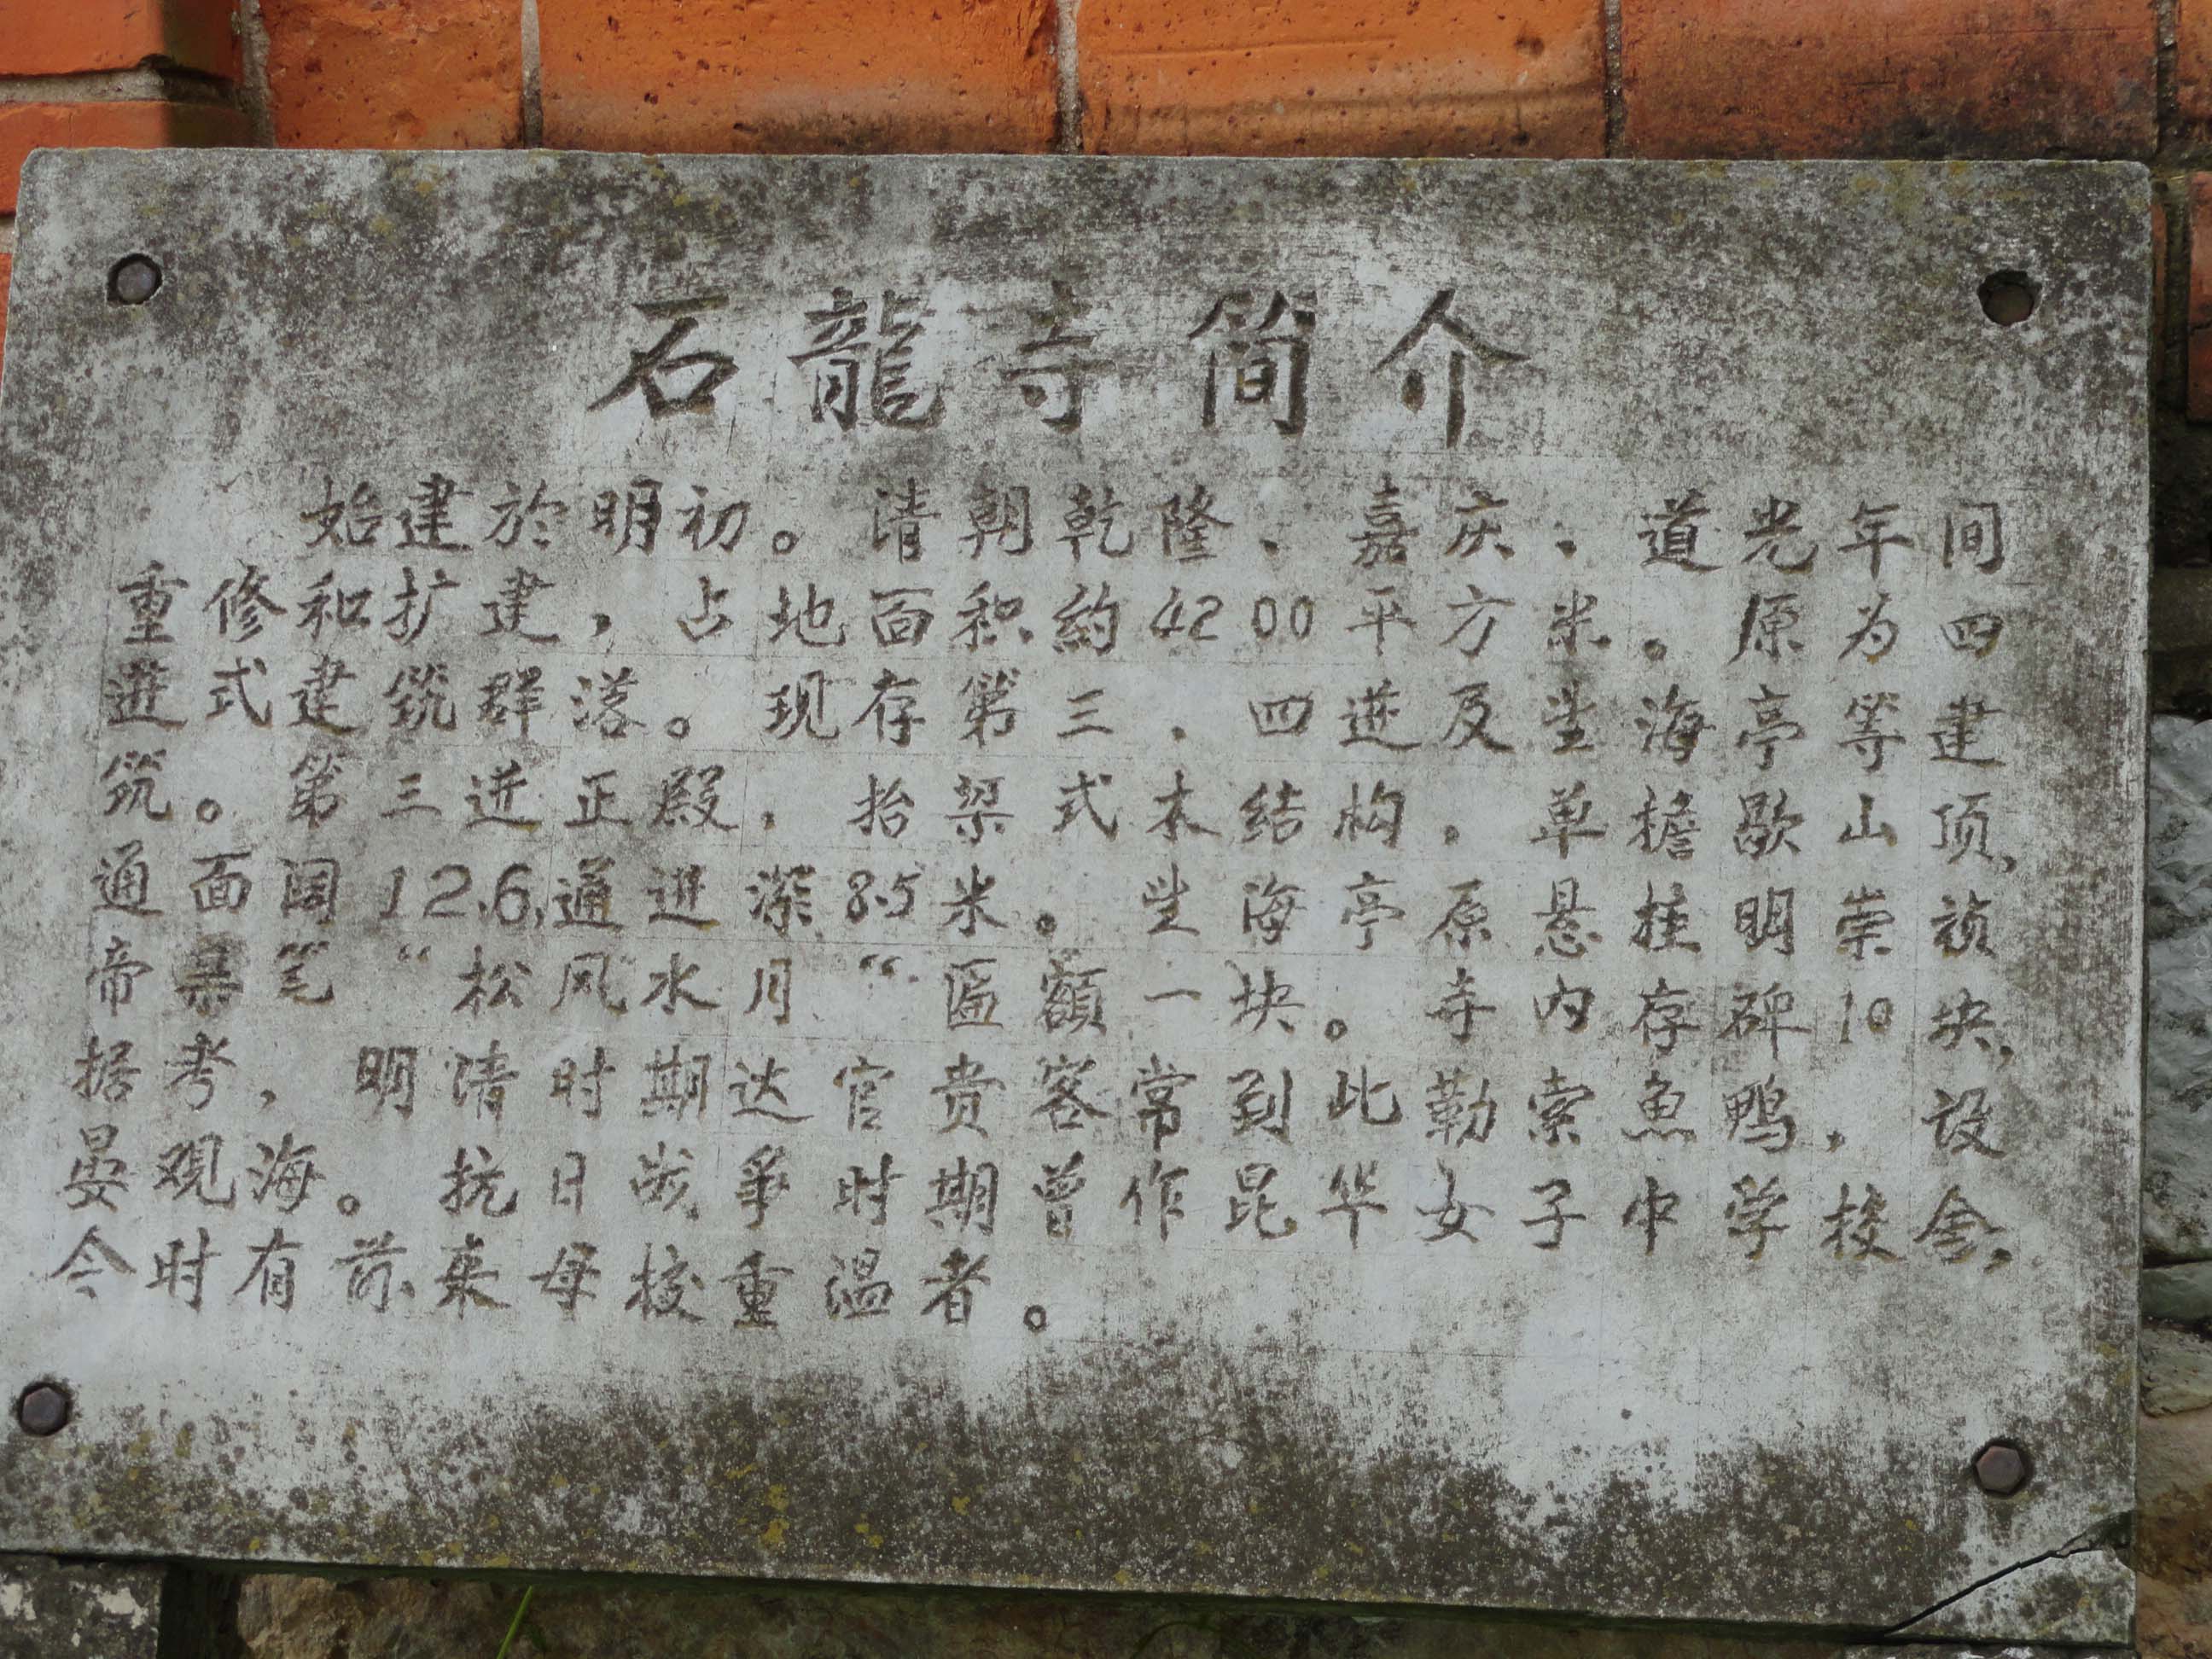 石龍寺简介
始建於明初。清朝乾隆、嘉庆、道光年间
重修和扩建，占地面积约4200平方米。原为四
进式建筑群落。现存第三、四进及望海亭等建
筑。第三进正殿，抬梁式木结构，单檐歇山顶，
通面阔12.6,通进深8.5米。望海亭原悬挂明崇祯
帝御笔“松风水月“匾额一块。寺内存碑10块，
据考，明清时期达官贵客常到此勒索魚鸭，设
晏观海。抗日战争时期曾作昆华女子中学校舍，
今时有前来母校重温者。